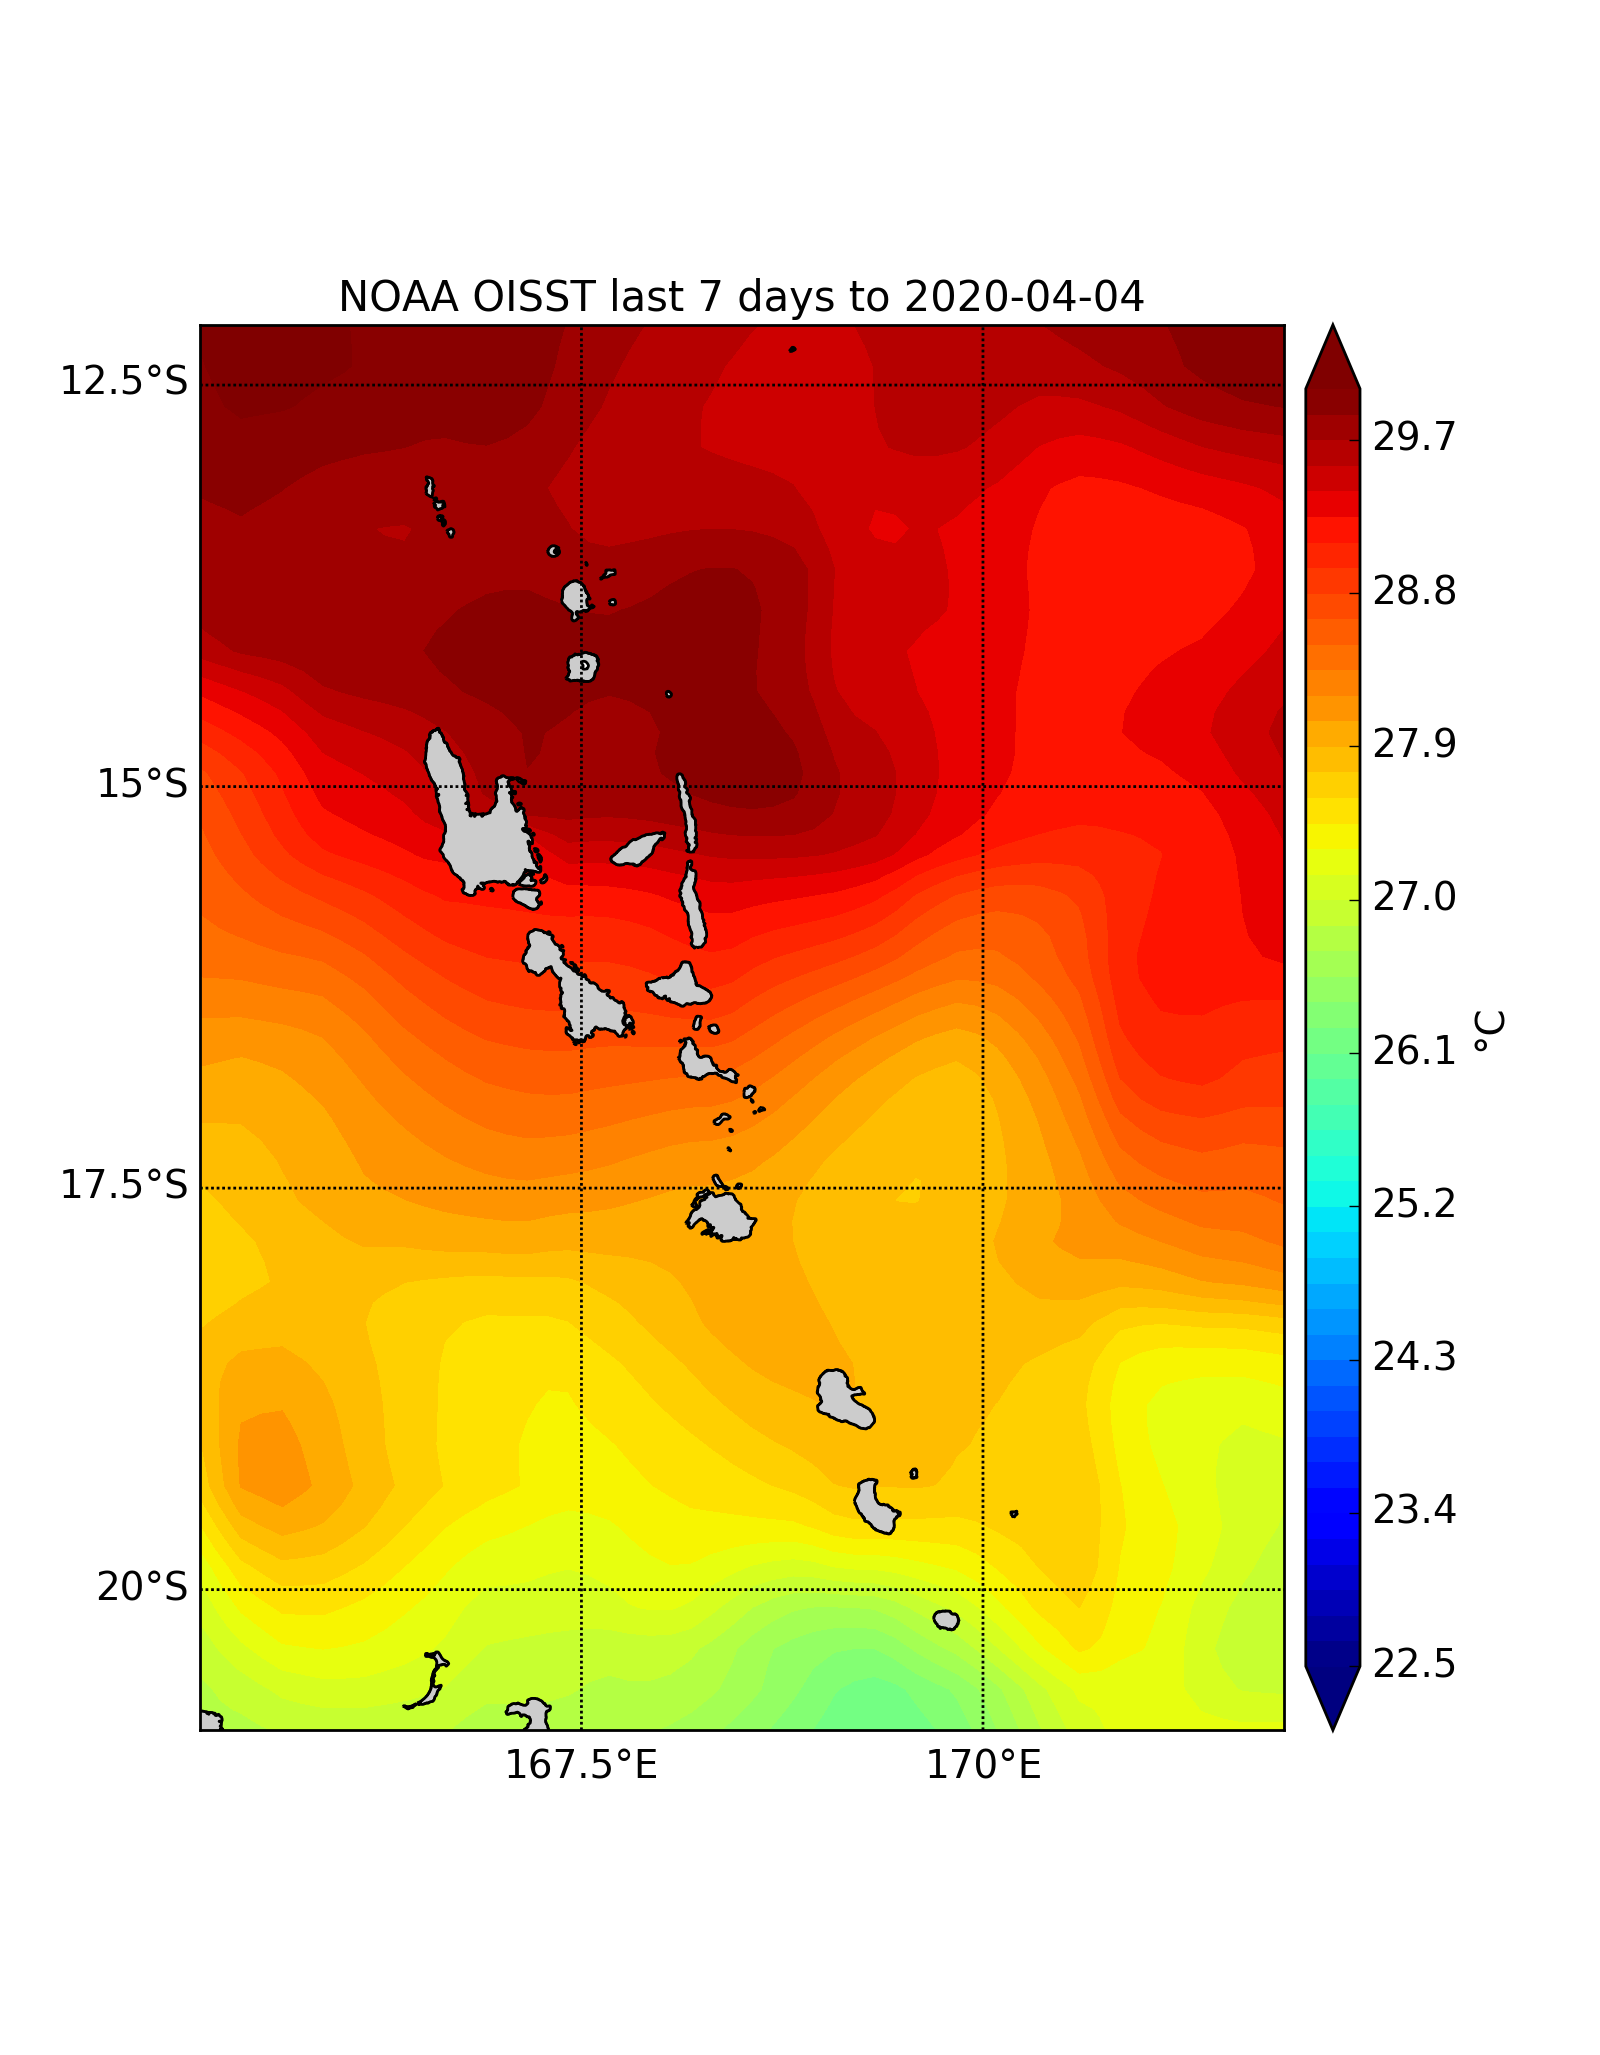 NOAA OISST last 7 days to 2020-04-04
12.5°S
15°S
17.5°S
20°S
167.5°E
170°E
29.7
28.8
27.9
27.0
26.1
25.2
24.3
23.4
22.5
°C